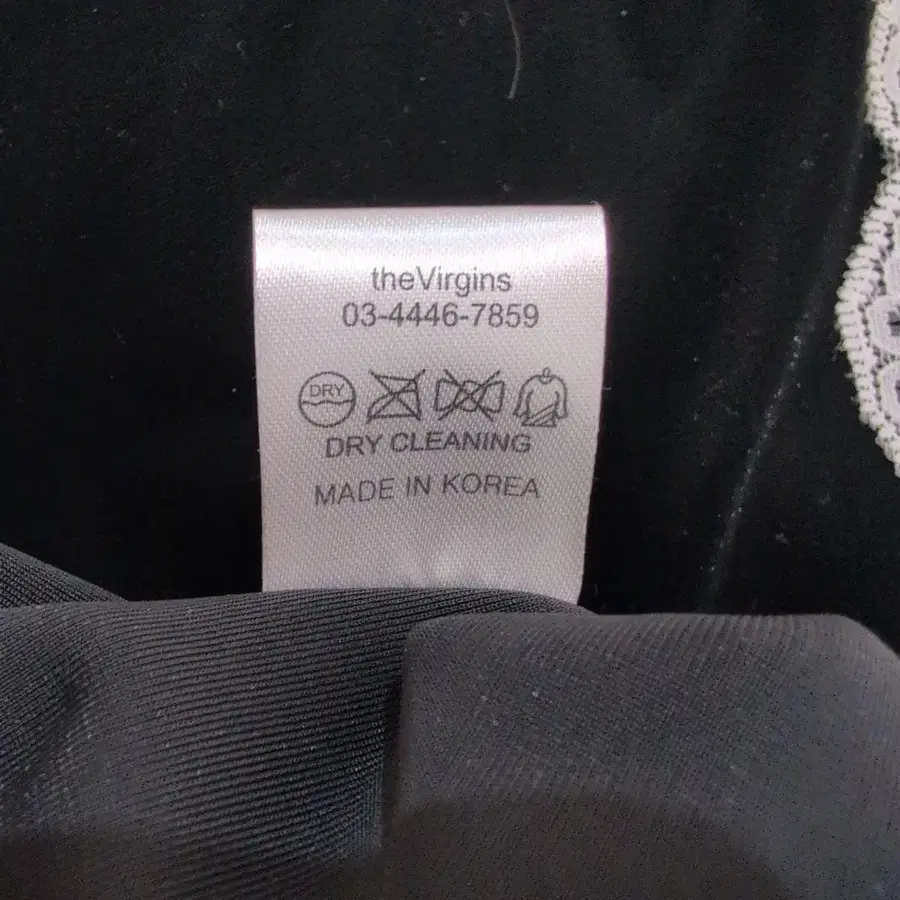 theVirgins
03-4446-7859
DRY
DRY CLEANING
MADE IN KOREA